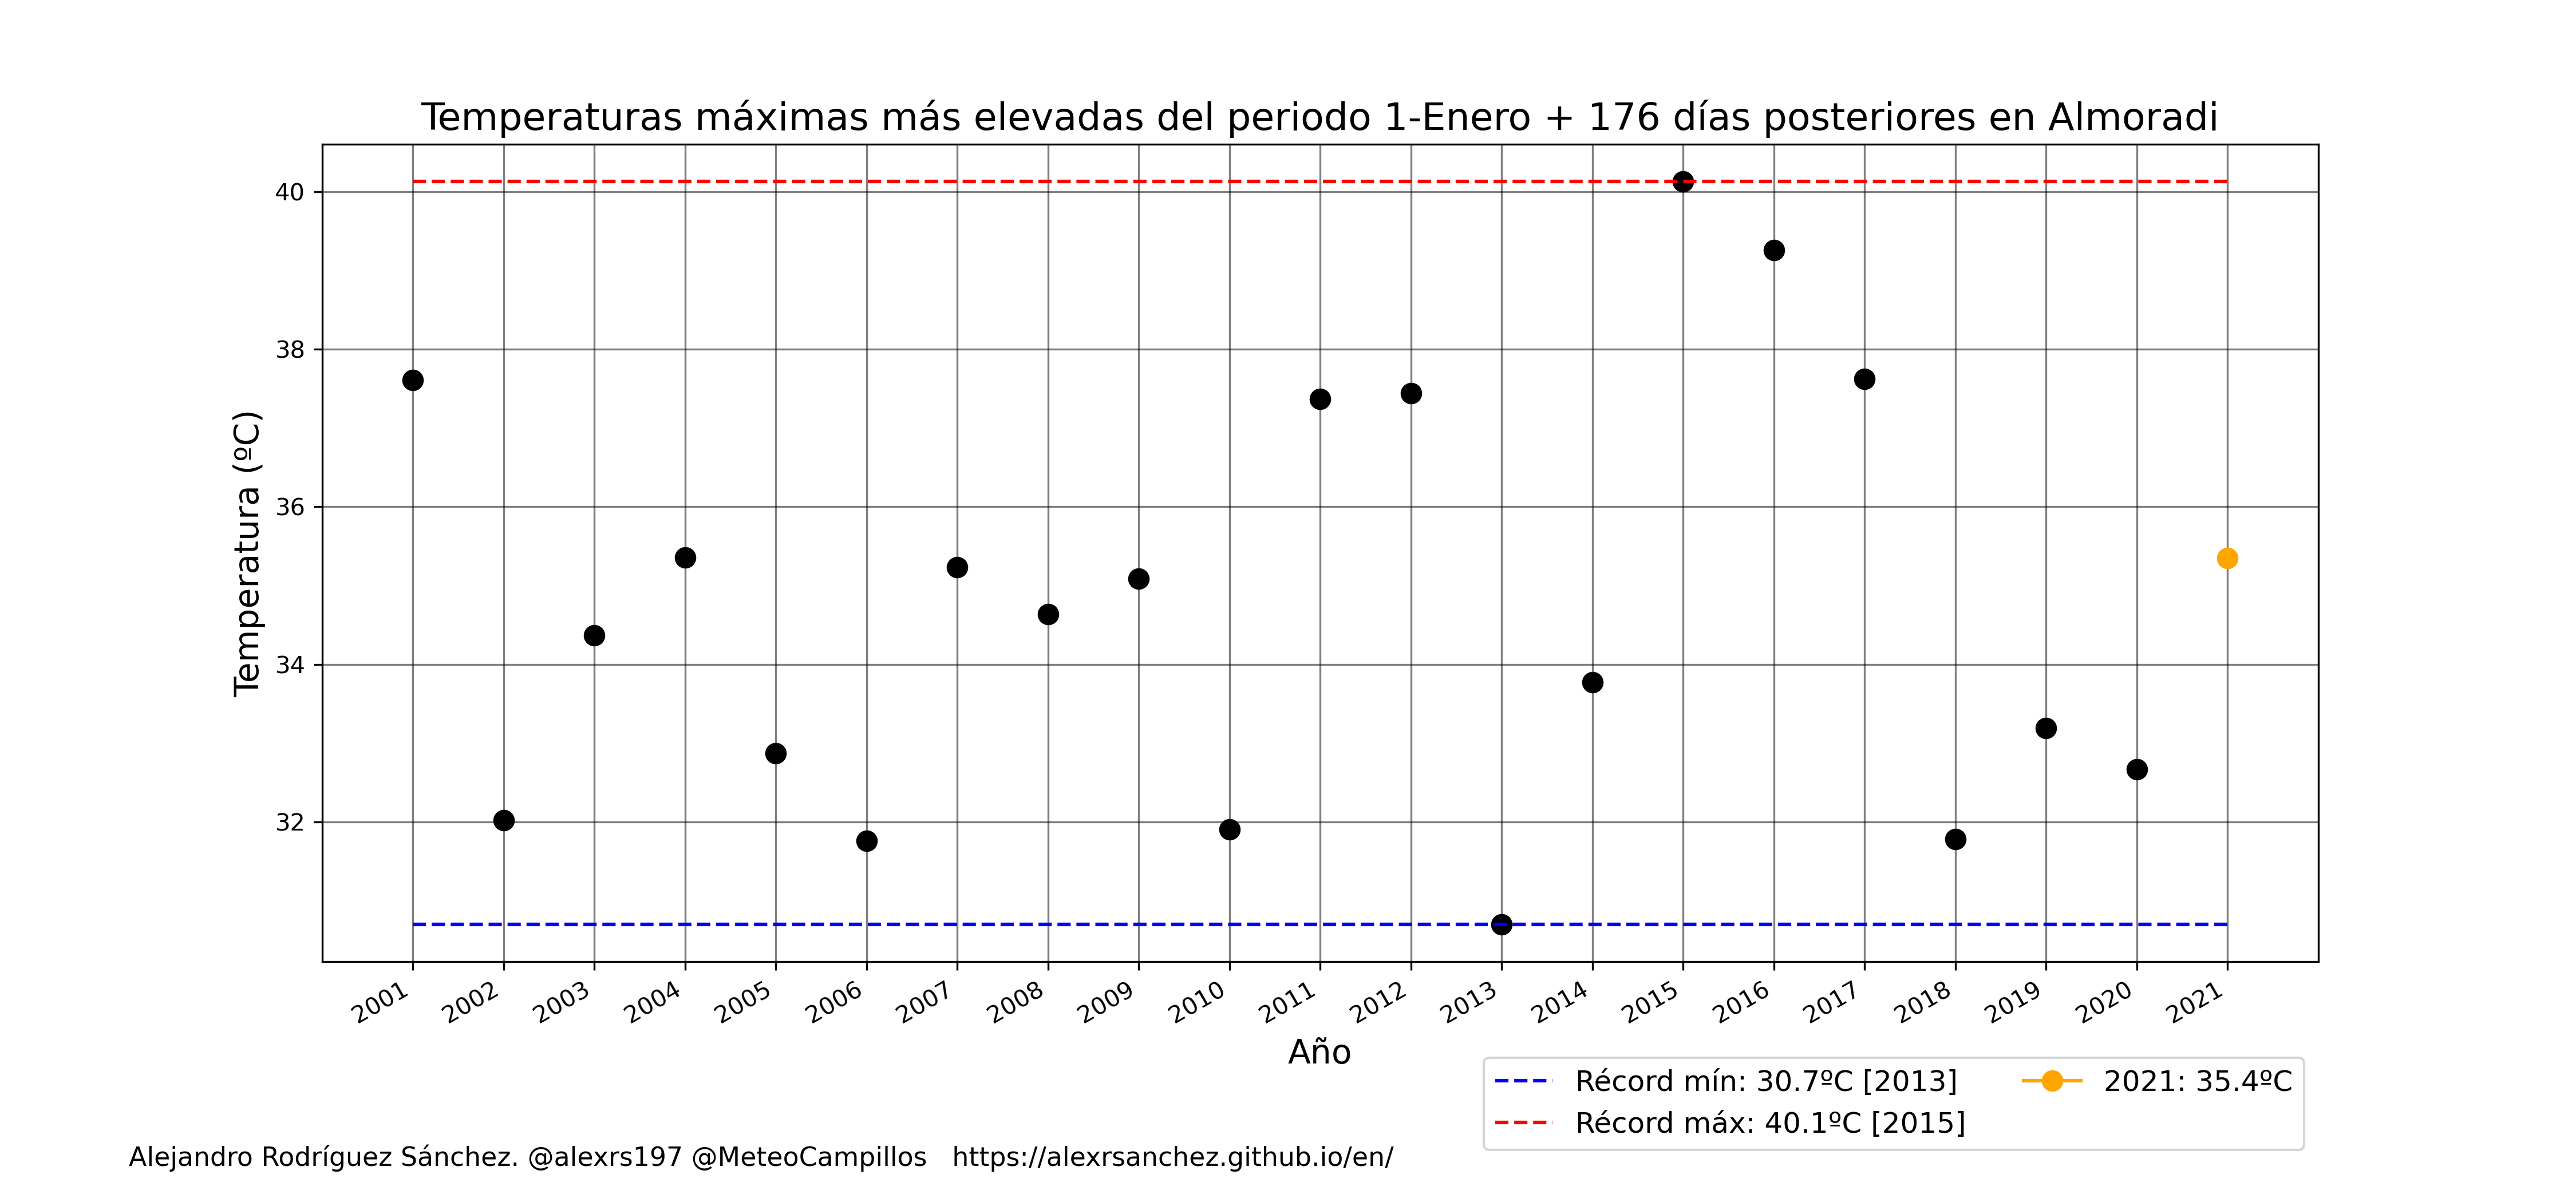 Temperaturas máximas más elevadas del periodo 1-Enero + 176 días posteriores en Almoradi
Temperatura (ºC)
40
38
36
34
32
2001 2002 2003 2004 2005 2006 2007 2008 2009 2010 2011 2012 2013 2014 2015 2016 2017 2018 2019 2020 2021
Año
Récord mín: 30.7ºC [2013]
Récord máx: 40.1ºC [2015]
2021: 35.4ºC
Alejandro Rodríguez Sánchez. @alexrs197 @MeteoCampillos https://alexrsanchez.github.io/en/